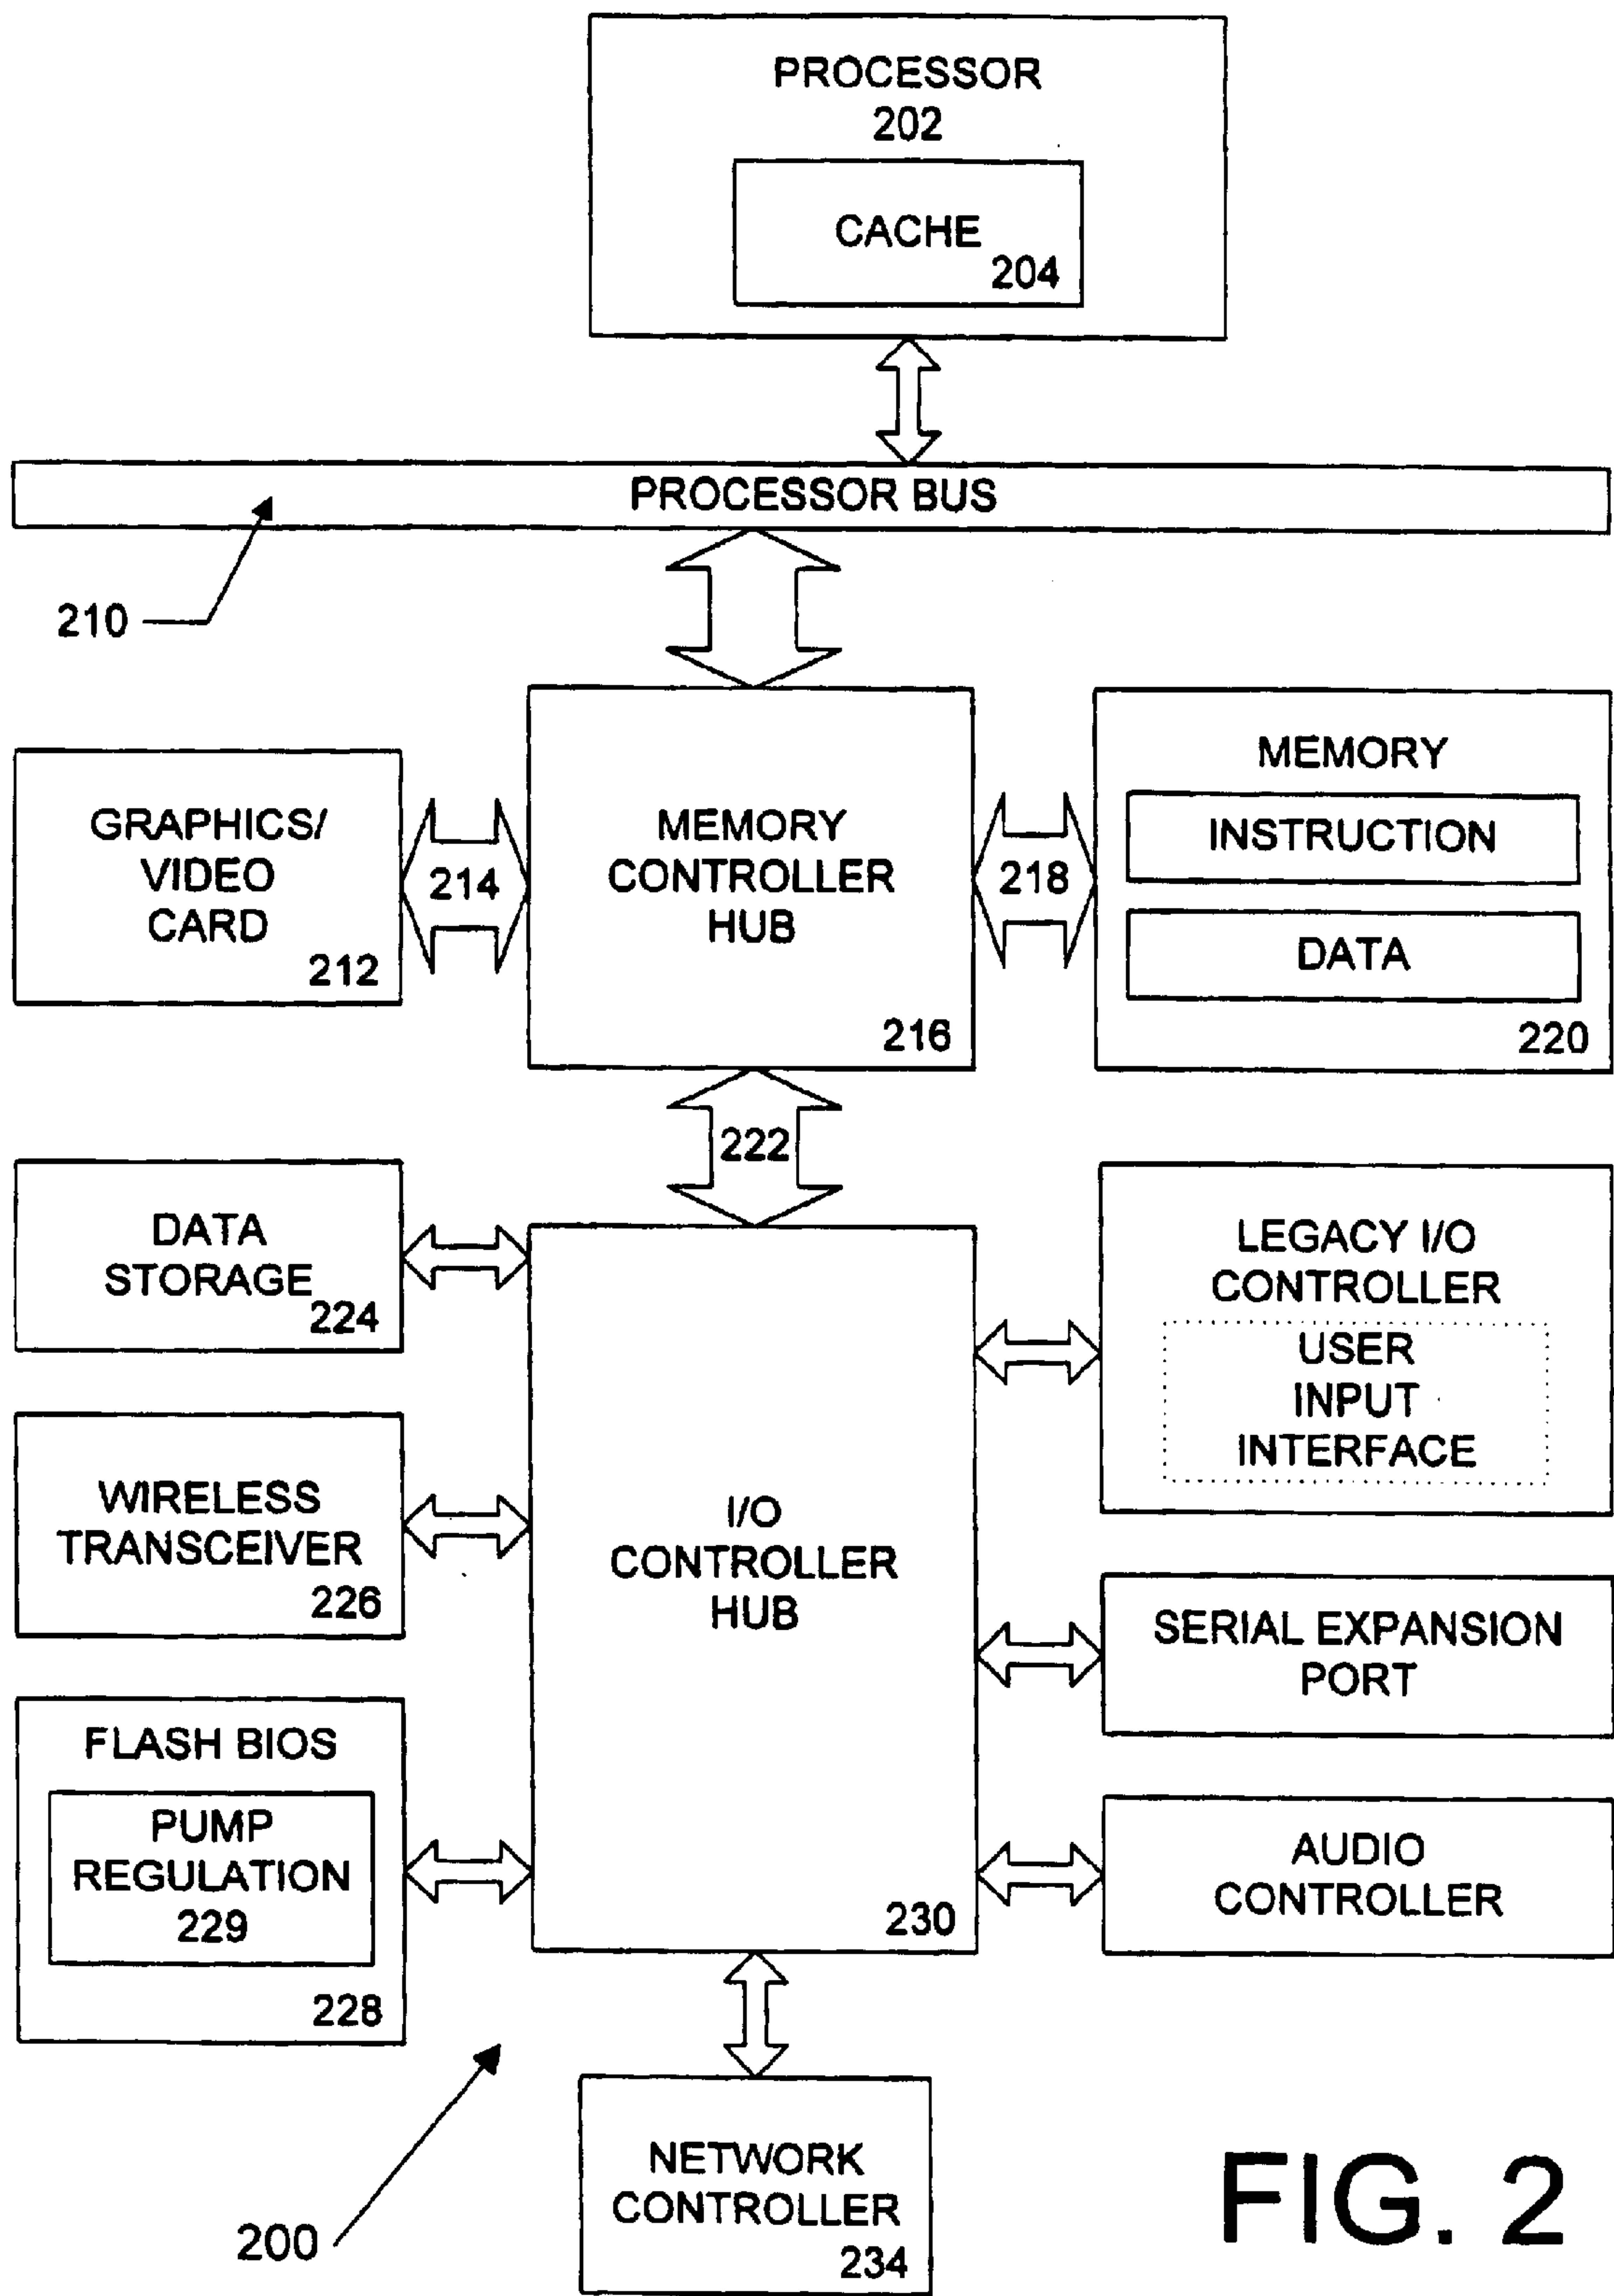 PROCESSOR
202
CACHE
204
PROCESSOR BUS
210
GRAPHICS/
VIDEO
CARD
212
214
MEMORY
CONTROLLER
HUB
216
218
MEMORY
INSTRUCTION
DATA
220
222
DATA
STORAGE
224
WIRELESS
TRANSCEIVER
226
FLASH BIOS
PUMP
REGULATION
229
228
I/O
CONTROLLER
HUB
230
LEGACY I/O
CONTROLLER
USER
INPUT
INTERFACE
SERIAL EXPANSION
PORT
AUDIO
CONTROLLER
NETWORK
CONTROLLER
234
200
FIG. 2